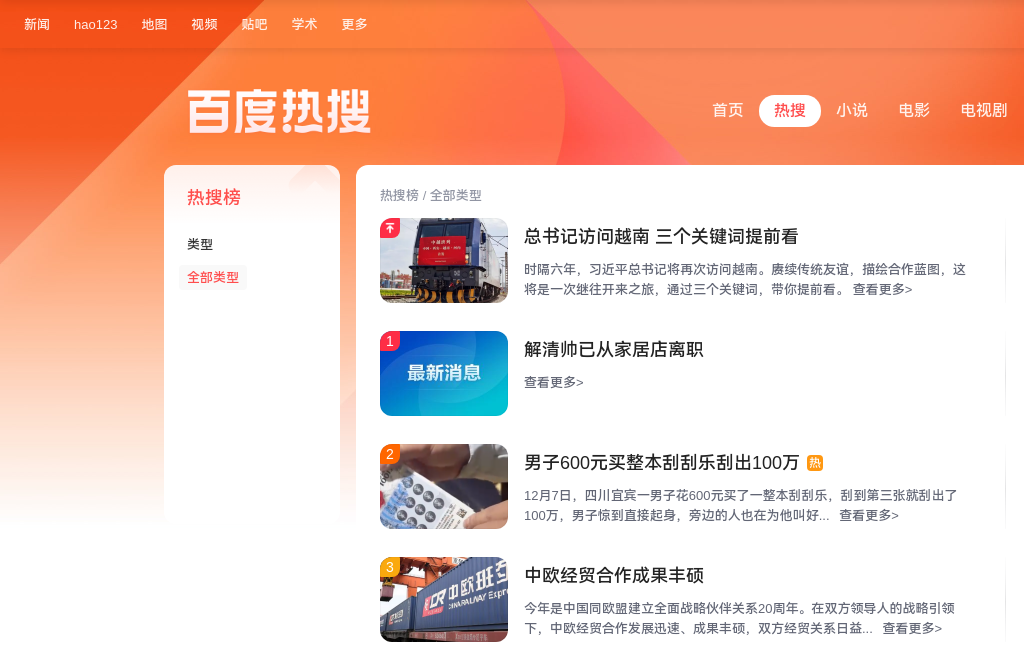 新闻 hao123 地图 视频 贴吧 学术 更多
百度热搜
首页 热搜 小说 电影 电视剧
热搜榜
类型
全部类型
热搜榜 / 全部类型
总书记访问越南 三个关键词提前看
时隔六年，习近平总书记将再次访问越南。赓续传统友谊，描绘合作蓝图，这
将是一次继往开来之旅，通过三个关键词，带你提前看。 查看更多>
1
最新消息
解清帅已从家居店离职
查看更多>
2
男子600元买整本刮刮乐刮出100万 热
12月7日，四川宜宾一男子花600元买了一整本刮刮乐，刮到第三张就刮出了
100万，男子惊到直接起身，旁边的人也在为他叫好... 查看更多>
3
中欧班
CR
CHINA RAILWAY Expr
中欧经贸合作成果丰硕
今年是中国同欧盟建立全面战略伙伴关系20周年。在双方领导人的战略引领
下，中欧经贸合作发展迅速、成果丰硕，双方经贸关系日益... 查看更多>